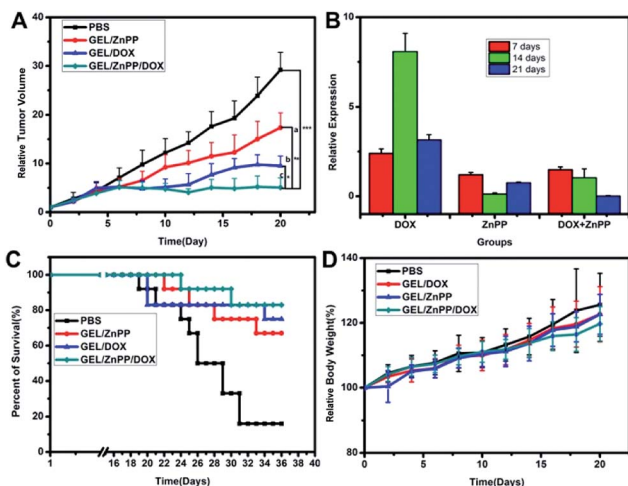 A
PBS
GEL/ZnPP
GEL/DOX
GEL/ZnPP/DOX
Relative Tumor Volume
40
30
20
10
0
a
***
b
**
c
*
0 5 10 15 20
Time(Day)
B
7 days
14 days
21 days
Relative Expression
10
5
0
DOX ZnPP DOX+ZnPP
Groups
C
PBS
GEL/ZnPP
GEL/DOX
GEL/ZnPP/DOX
Percent of Survival(%)
100
80
60
40
20
0
1 16 18 20 22 24 26 28 30 32 34 36 38 40
Time(Days)
D
PBS
GEL/DOX
GEL/ZnPP
GEL/ZnPP/DOX
Relative Body Weight(%)
140
120
100
80
0 5 10 15 20
Time(Days)